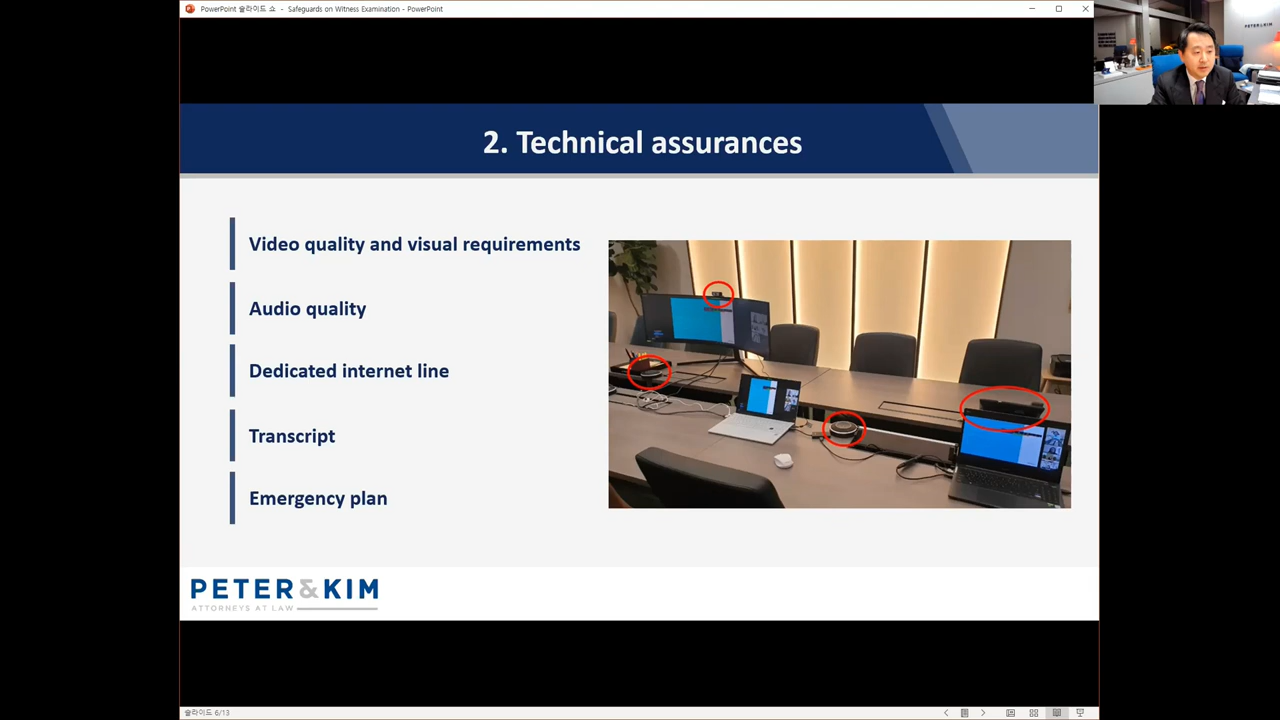 PowerPoint 슬라이드 쇼 - Safeguards on Witness Examination - PowerPoint
PETER&KIM
2. Technical assurances
Video quality and visual requirements
Audio quality
Dedicated internet line
Transcript
Emergency plan
PETER&KIM
ATTORNEYS AT LAW
슬라이드 6/13